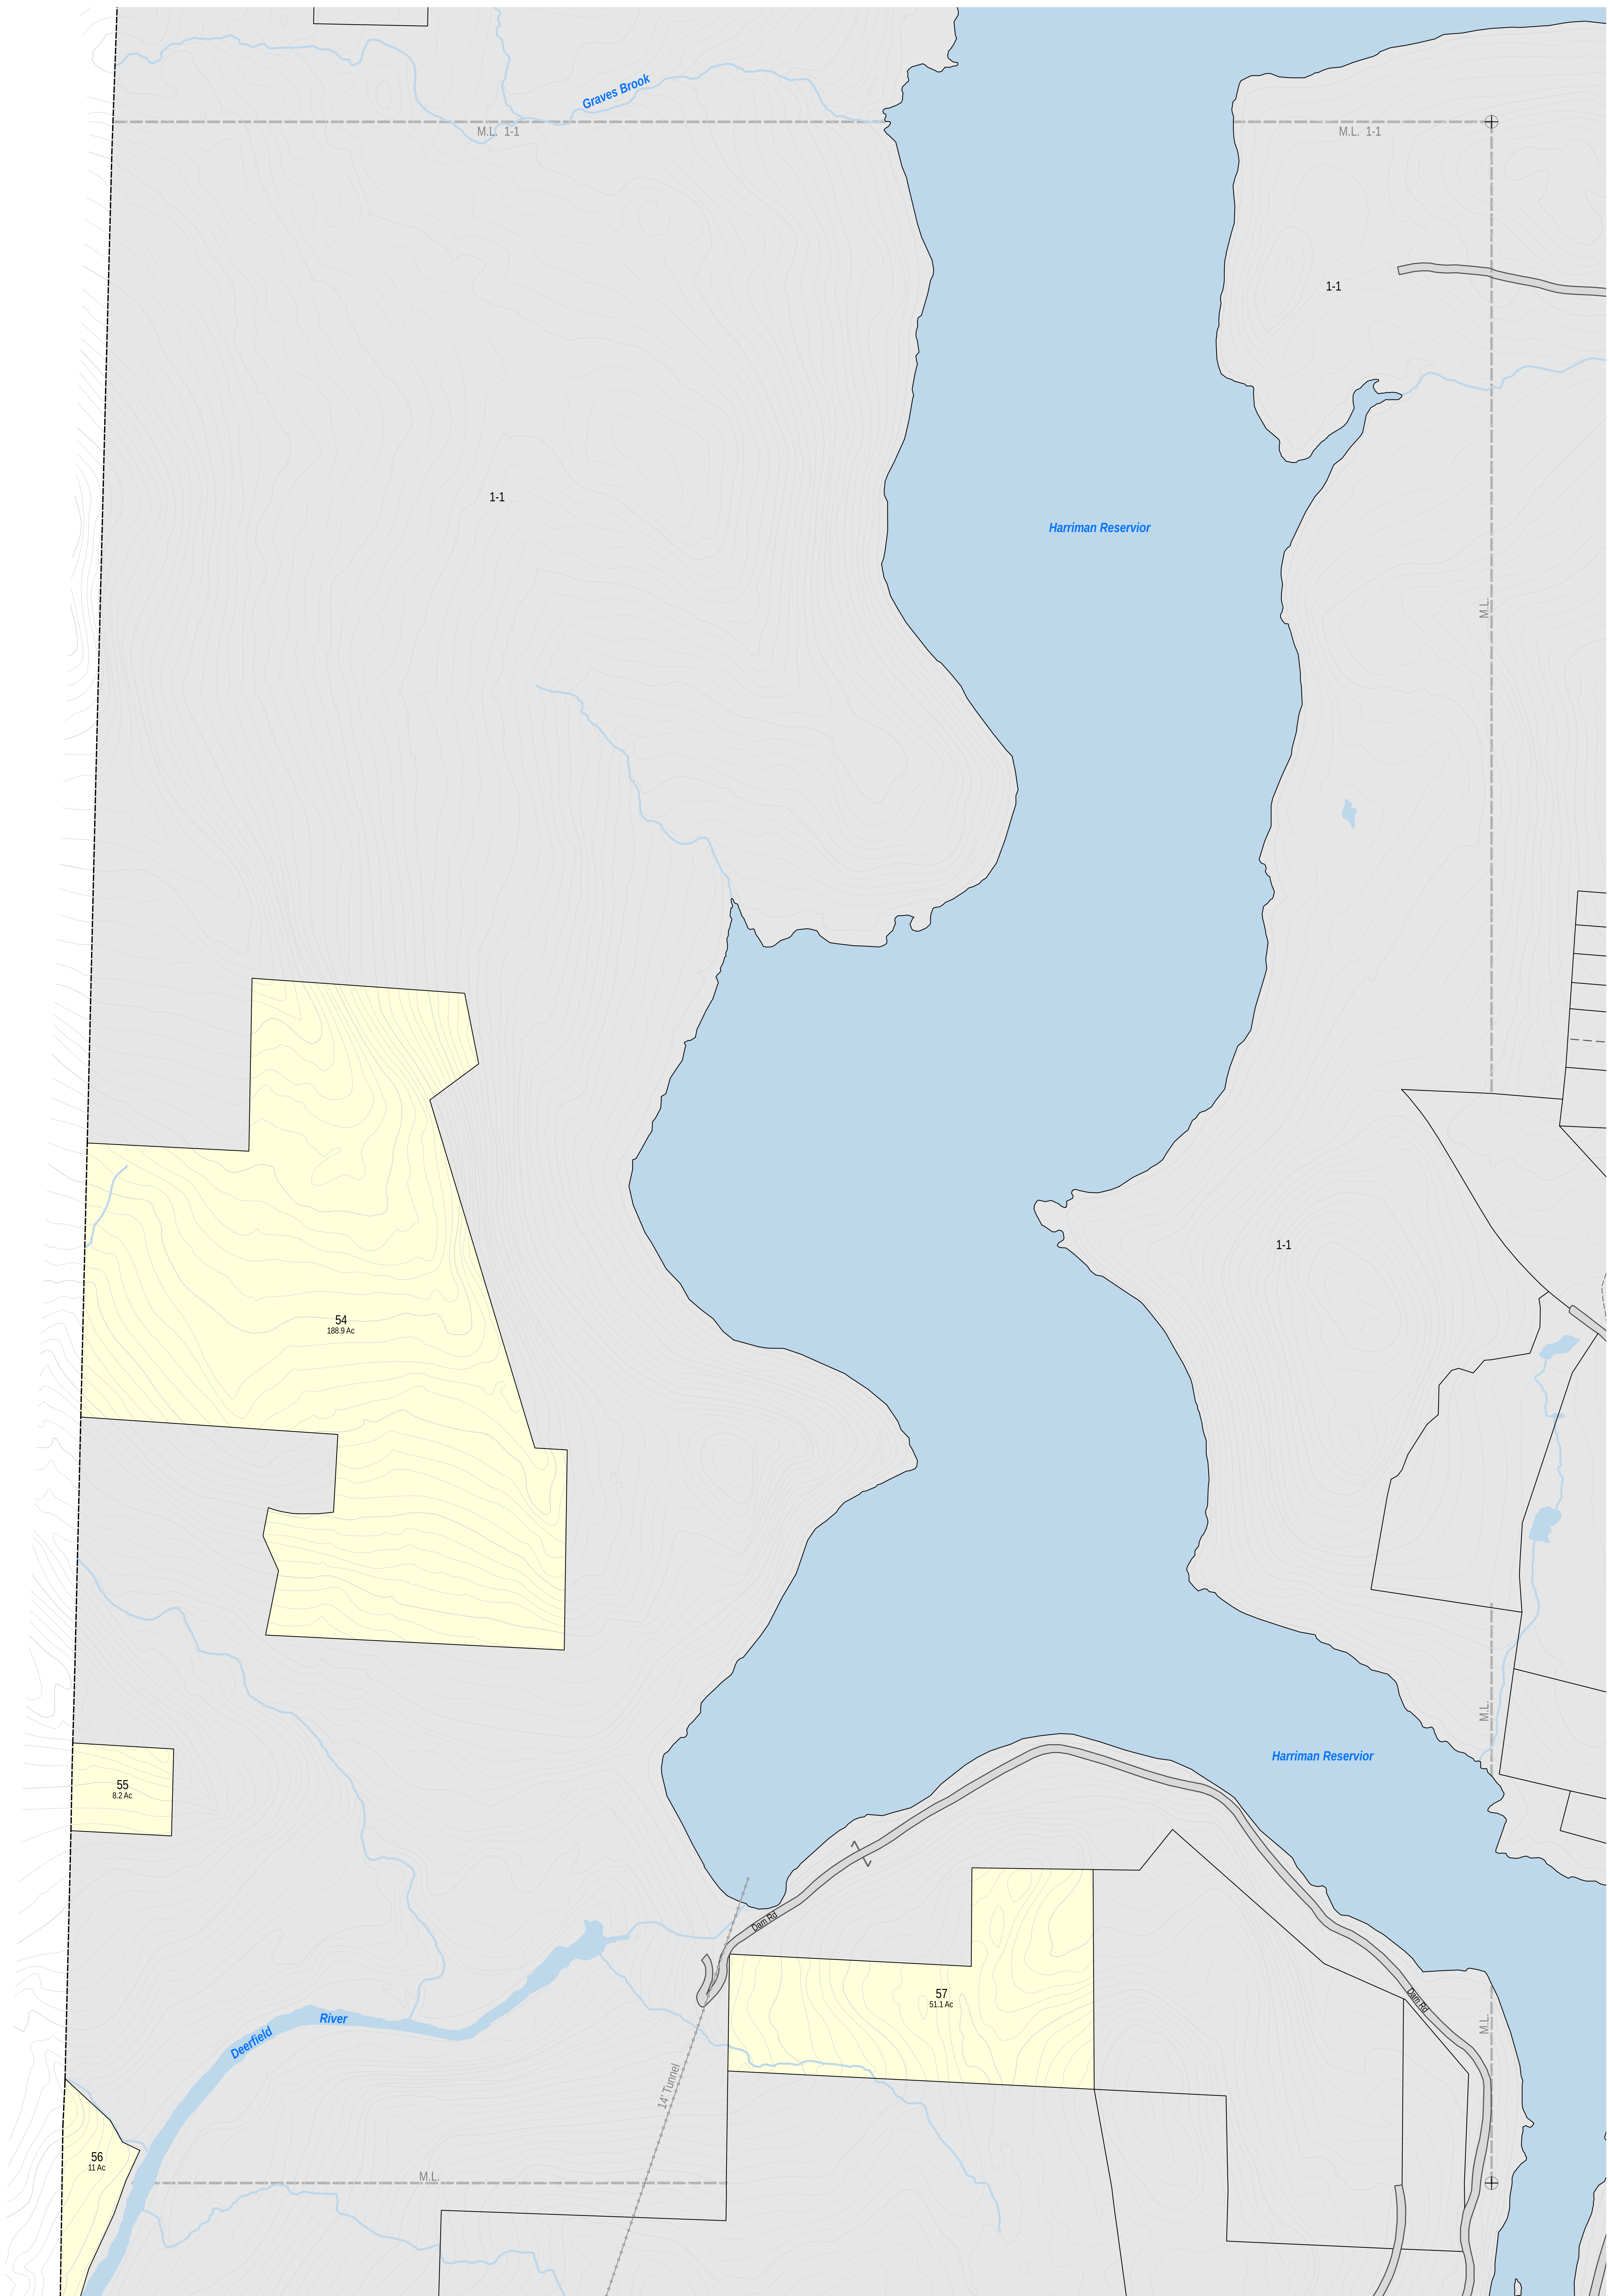 Graves Brook
M.L. 1-1
M.L. 1-1
1-1
1-1
Harriman Reservior
M.L.
1-1
54
188.9 Ac
M.L.
Harriman Reservior
55
8.2 Ac
Dam Rd
57
51.1 Ac
Dam Rd
River
Deerfield
M.L.
14' Tunnel
56
11 Ac
M.L.